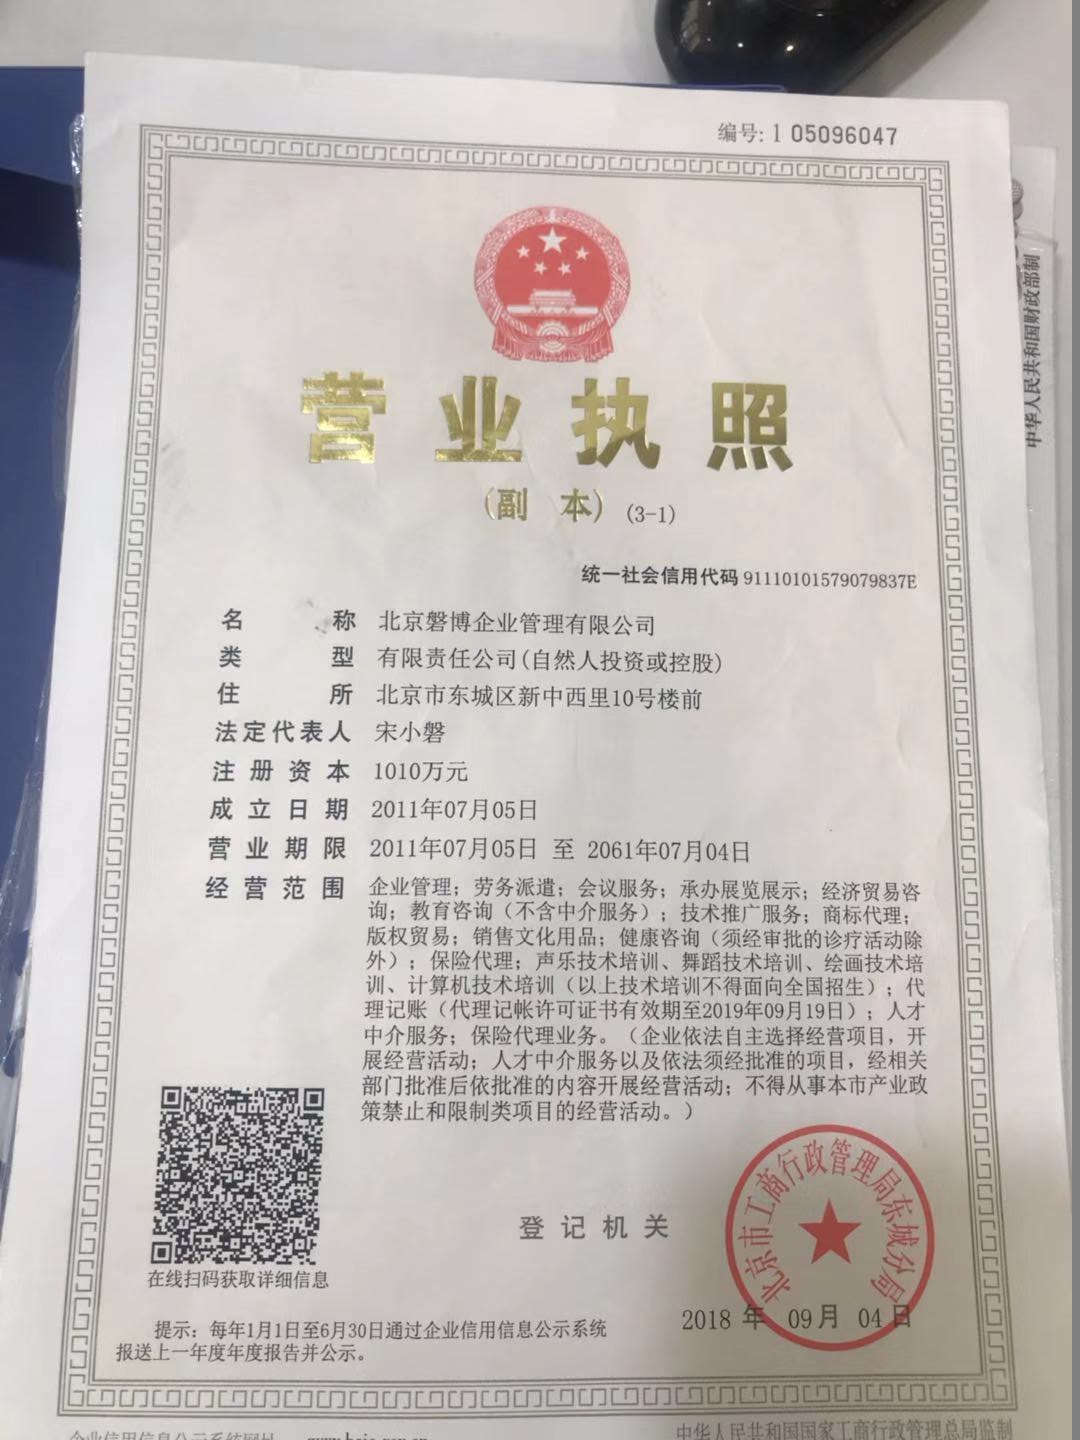 编号: 1 05096047
中华人民共和国财政部制
营业执照
(副 本) (3-1)
统一社会信用代码 91110101579079837E
名 称 北京磐博企业管理有限公司
类 型 有限责任公司(自然人投资或控股)
住 所 北京市东城区新中西里10号楼前
法定代表人 宋小磐
注册资本 1010万元
成立日期 2011年07月05日
营业期限 2011年07月05日 至 2061年07月04日
经营范围 企业管理；劳务派遣；会议服务；承办展览展示；经济贸易咨
询；教育咨询（不含中介服务）；技术推广服务；商标代理；
版权贸易；销售文化用品；健康咨询（须经审批的诊疗活动除
外）；保险代理；声乐技术培训、舞蹈技术培训、绘画技术培
训、计算机技术培训（以上技术培训不得面向全国招生）；代
理记账（代理记帐许可证书有效期至2019年09月19日）；人才
中介服务；保险代理业务。（企业依法自主选择经营项目，开
展经营活动；人才中介服务以及依法须经批准的项目，经相关
部门批准后依批准的内容开展经营活动；不得从事本市产业政
策禁止和限制类项目的经营活动。）
在线扫码获取详细信息
登记机关
北京市工商行政管理局东城分局
2018 年 09 月 04 日
提示：每年1月1日至6月30日通过企业信用信息公示系统
报送上一年度年度报告并公示。
企业信用信息公示系统网址
中华人民共和国国家工商行政管理总局监制